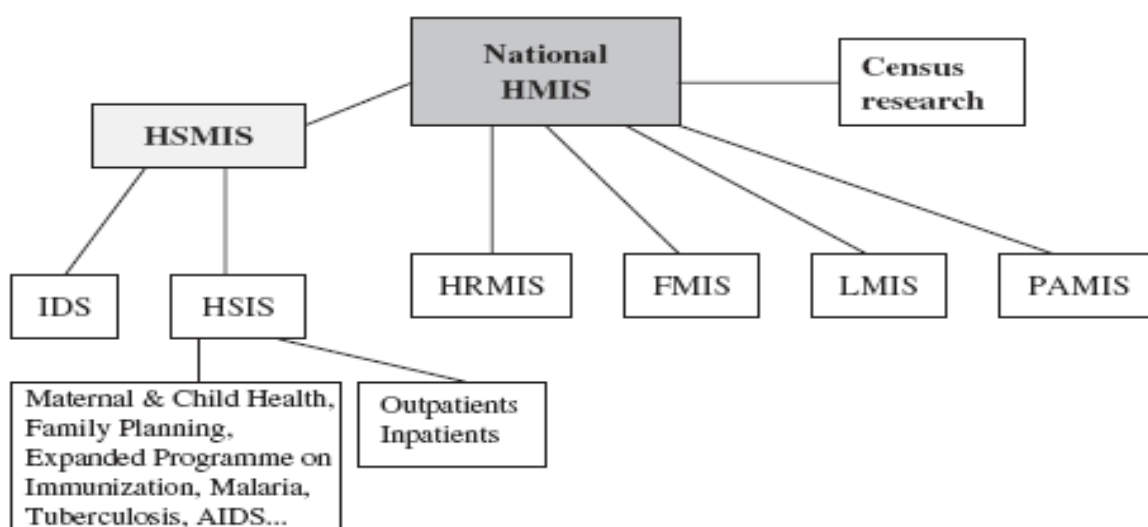 National
HMIS
Census
research
HSMIS
IDS
HSIS
HRMIS
FMIS
LMIS
PAMIS
Maternal & Child Health,
Family Planning,
Expanded Programme on
Immunization, Malaria,
Tuberculosis, AIDS...
Outpatients
Inpatients